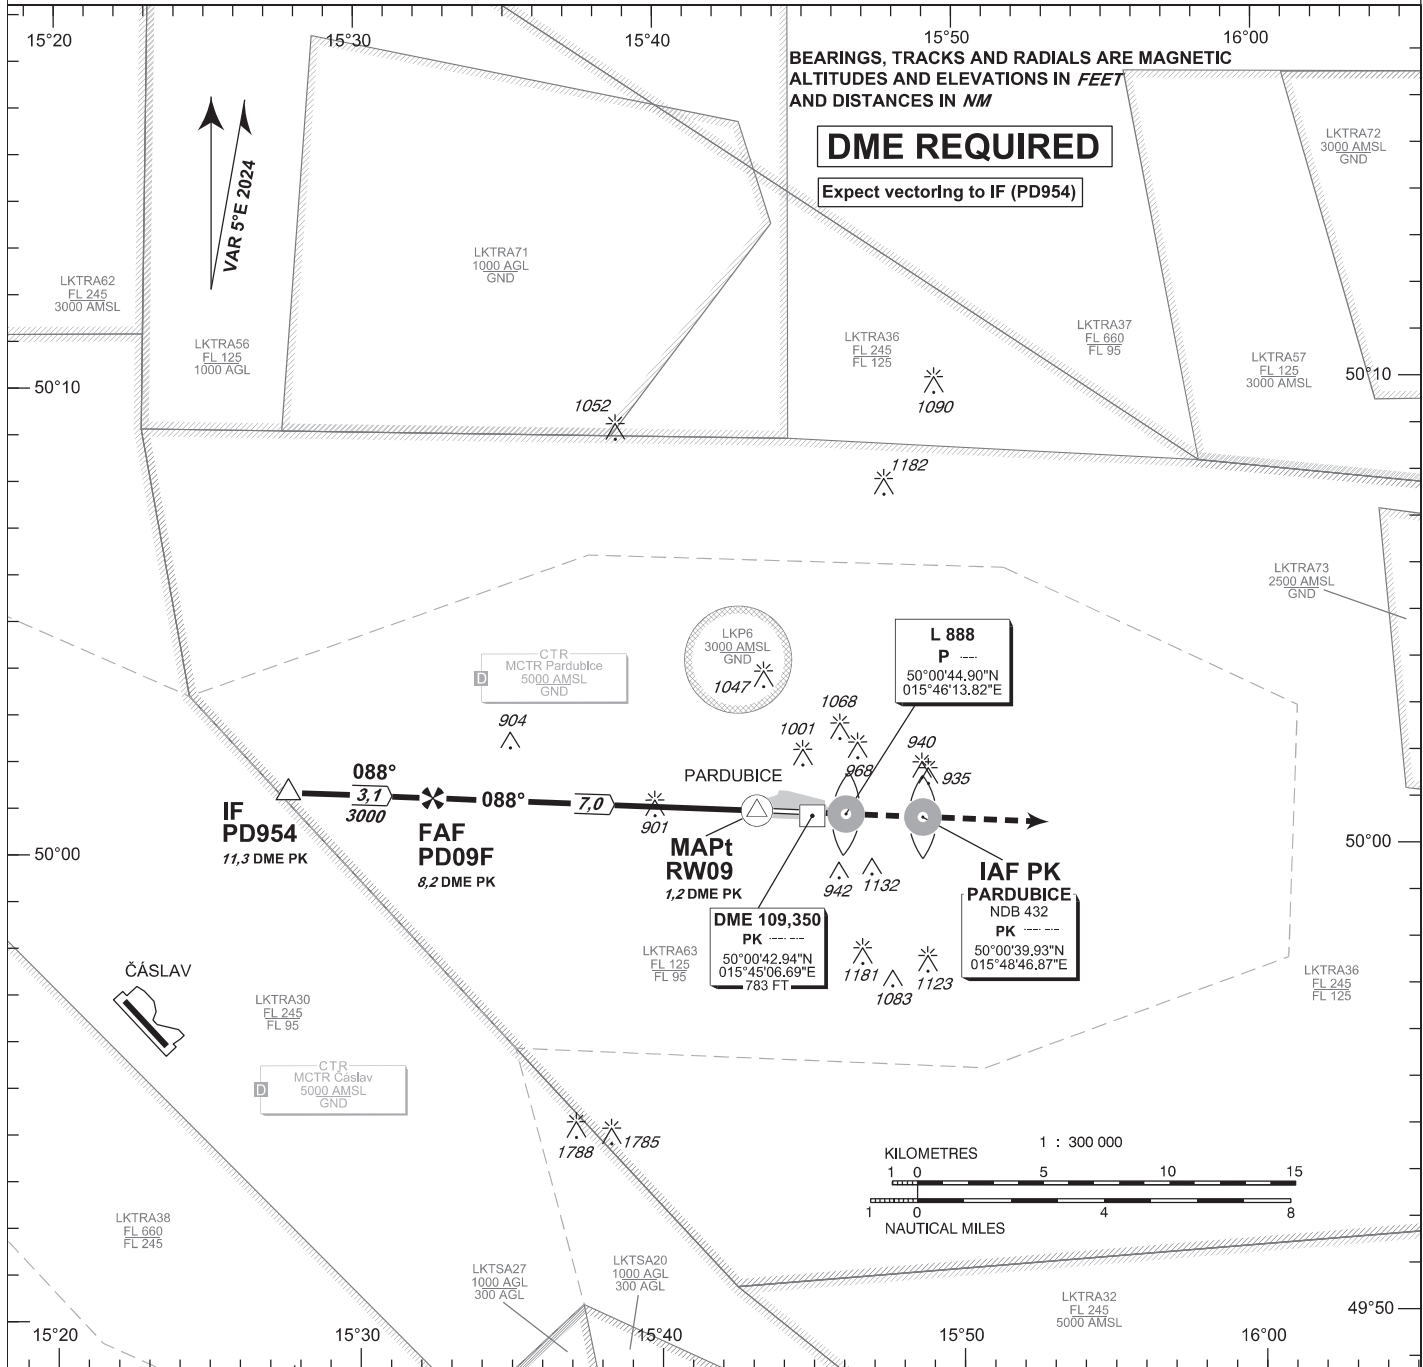 15°20
15°30
15°40
15°50
16°00
BEARINGS, TRACKS AND RADIALS ARE MAGNETIC
ALTITUDES AND ELEVATIONS IN FEET
AND DISTANCES IN NM
DME REQUIRED
Expect vectoring to IF (PD954)
VAR 5°E 2024
LKTRA72
3000 AMSL
GND
LKTRA71
1000 AGL
GND
LKTRA62
FL 245
3000 AMSL
LKTRA56
FL 125
1000 AGL
LKTRA36
FL 245
FL 125
LKTRA37
FL 660
FL 95
LKTRA57
FL 125
3000 AMSL
50°10
50°10
1052
1090
1182
LKTRA73
2500 AMSL
GND
LKP6
3000 AMSL
GND
1047
CTR
MCTR Pardubice
5000 AMSL
GND
D
L 888
P
50°00'44.90"N
015°46'13.82"E
904
1068
1001
968
940
935
PARDUBICE
088°
3,1
3000
088°
7,0
901
IF
PD954
11,3 DME PK
FAF
PD09F
8,2 DME PK
MAPt
RW09
1,2 DME PK
50°00
50°00
942
1132
IAF PK
PARDUBICE
NDB 432
PK
50°00'39.93"N
015°48'46.87"E
DME 109,350
PK
50°00'42.94"N
015°45'06.69"E
783 FT
LKTRA63
FL 125
FL 95
1181
1083
1123
LKTRA36
FL 245
FL 125
ČÁSLAV
LKTRA30
FL 245
FL 95
CTR
MCTR Čáslav
5000 AMSL
GND
D
1788
1785
1 : 300 000
KILOMETRES
1 0 5 10 15
1 0 4 8
NAUTICAL MILES
LKTRA38
FL 660
FL 245
LKTSA27
1000 AGL
300 AGL
LKTSA20
1000 AGL
300 AGL
LKTRA32
FL 245
5000 AMSL
49°50
15°20
15°30
15°40
15°50
16°00